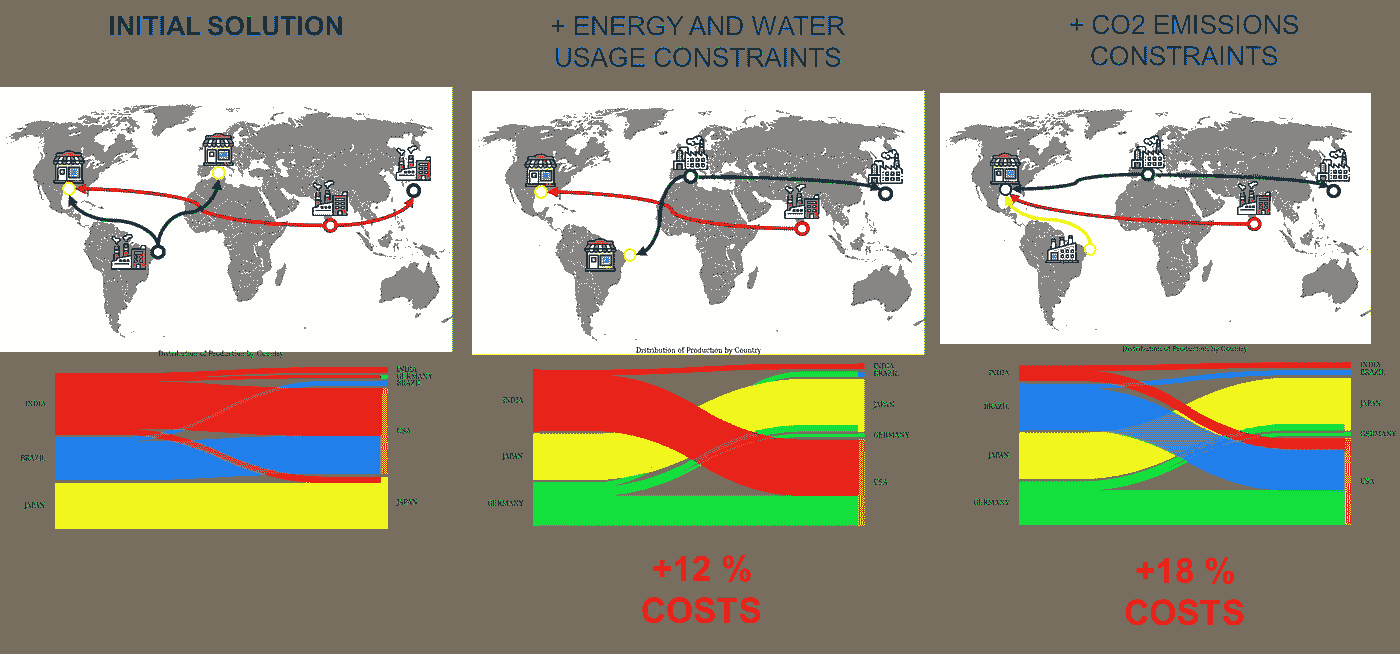 INITIAL SOLUTION
+ ENERGY AND WATER
USAGE CONSTRAINTS
+ CO2 EMISSIONS
CONSTRAINTS
Distribution of Production by Country
INDIA
BRAZIL
JAPAN
INDIA
GERMANY
BRAZIL
USA
JAPAN
Distribution of Production by Country
INDIA
JAPAN
GERMANY
INDIA
BRAZIL
JAPAN
GERMANY
USA
+12 %
COSTS
Distribution of Production by Country
INDIA
BRAZIL
JAPAN
GERMANY
INDIA
BRAZIL
JAPAN
GERMANY
USA
+18 %
COSTS